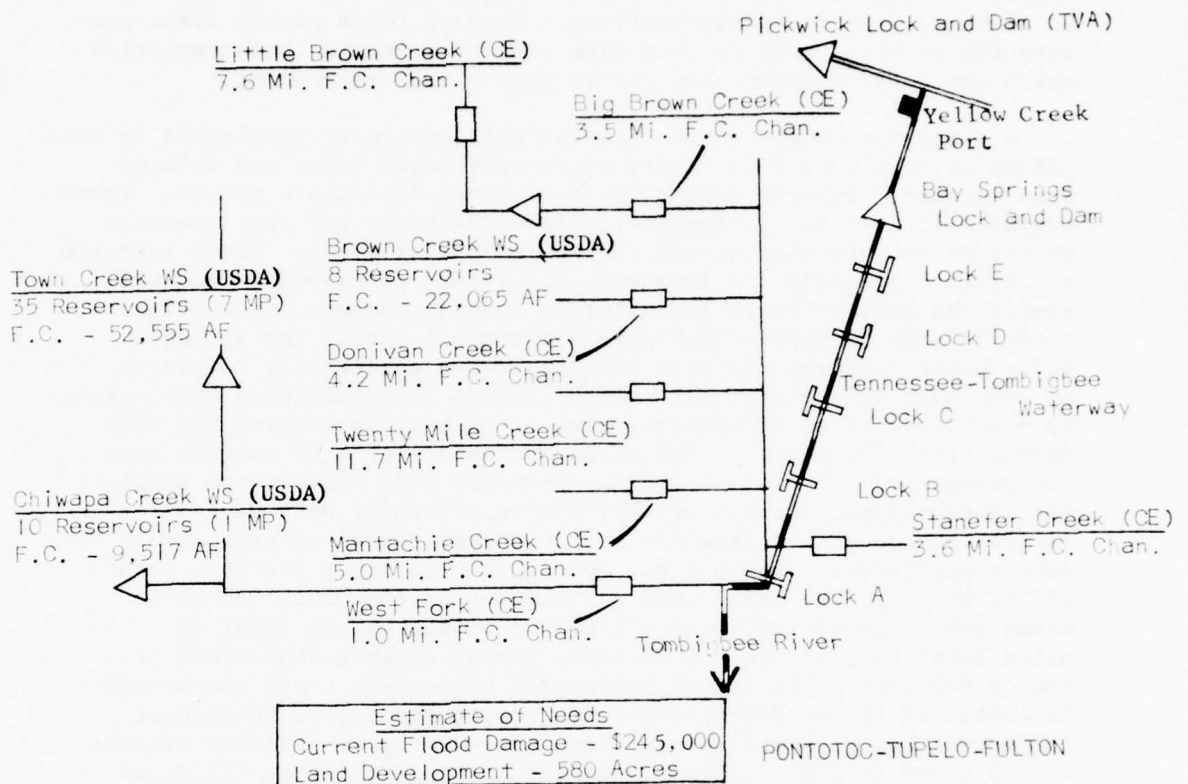 Pickwick Lock and Dam (TVA)
Little Brown Creek (CE)
7.6 Mi. F.C. Chan.
Big Brown Creek (CE)
3.5 Mi. F.C. Chan.
Yellow Creek
Port
Bay Springs
Lock and Dam
Town Creek WS (USDA)
35 Reservoirs (7 MP)
F.C. - 52,555 AF
Brown Creek WS (USDA)
8 Reservoirs
F.C. - 22,065 AF
Lock E
Donivan Creek (CE)
4.2 Mi. F.C. Chan.
Lock D
Tennessee-Tombigbee
Waterway
Lock C
Twenty Mile Creek (CE)
11.7 Mi. F.C. Chan.
Lock B
Chiwapa Creek WS (USDA)
10 Reservoirs (1 MP)
F.C. - 9,517 AF
Mantachie Creek (CE)
5.0 Mi. F.C. Chan.
Stanefer Creek (CE)
3.6 Mi. F.C. Chan.
West Fork (CE)
1.0 Mi. F.C. Chan.
Lock A
Tombigbee River
Estimate of Needs
Current Flood Damage - $245,000
Land Development - 580 Acres
PONTOTOC-TUPELO-FULTON